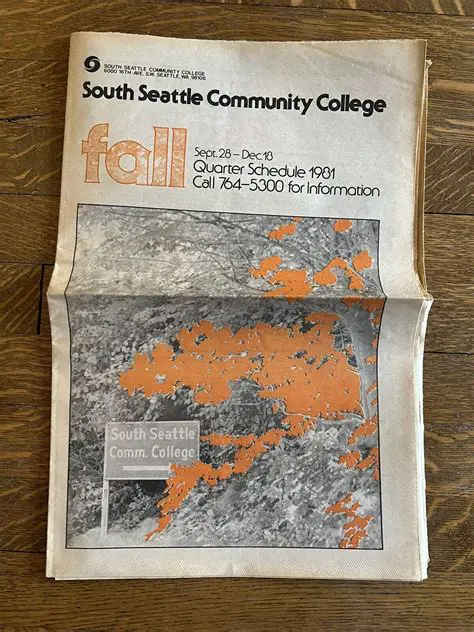 SOUTH SEATTLE COMMUNITY COLLEGE
6000 16TH AVE. S.W. SEATTLE, WA. 98106
South Seattle Community College
fall
Sept. 28 – Dec. 18
Quarter Schedule 1981
Call 764-5300 for Information
South Seattle
Comm. College